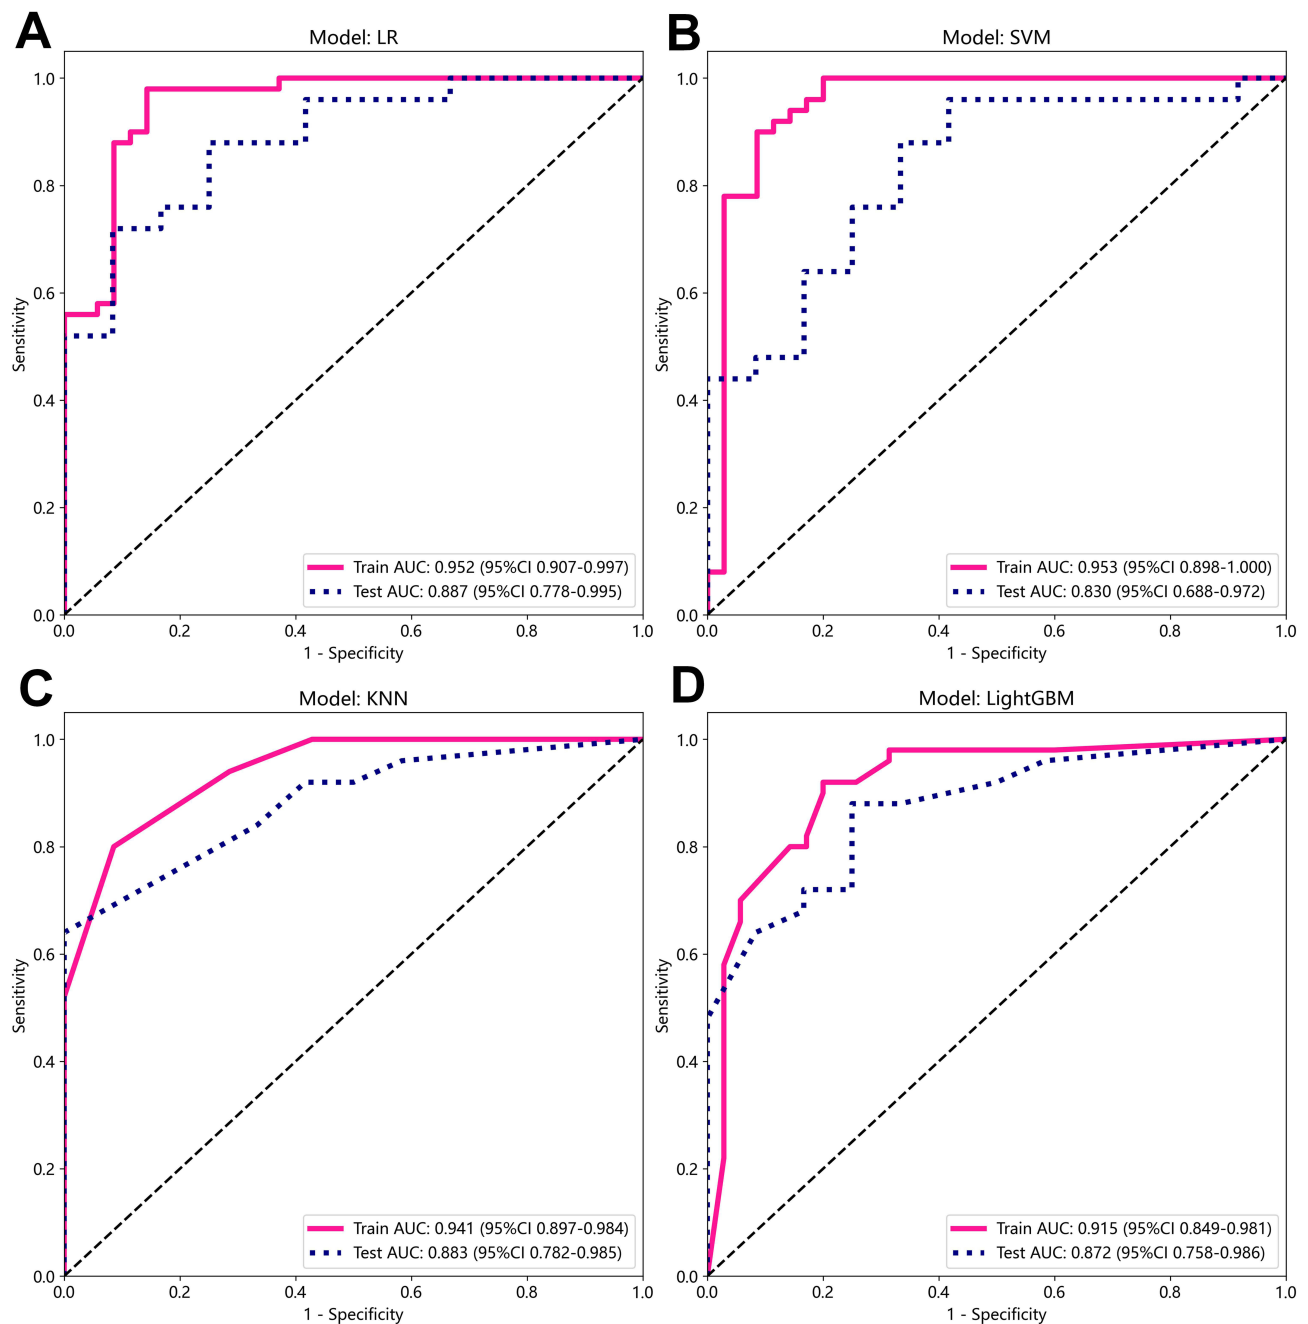 A
Model: LR
Sensitivity
1.0
0.8
0.6
0.4
0.2
0.0
Train AUC: 0.952 (95%CI 0.907-0.997)
Test AUC: 0.887 (95%CI 0.778-0.995)
0.0 0.2 0.4 0.6 0.8 1.0
1 - Specificity
B
Model: SVM
Sensitivity
1.0
0.8
0.6
0.4
0.2
0.0
Train AUC: 0.953 (95%CI 0.898-1.000)
Test AUC: 0.830 (95%CI 0.688-0.972)
0.0 0.2 0.4 0.6 0.8 1.0
1 - Specificity
C
Model: KNN
Sensitivity
1.0
0.8
0.6
0.4
0.2
0.0
Train AUC: 0.941 (95%CI 0.897-0.984)
Test AUC: 0.883 (95%CI 0.782-0.985)
0.0 0.2 0.4 0.6 0.8 1.0
1 - Specificity
D
Model: LightGBM
Sensitivity
1.0
0.8
0.6
0.4
0.2
0.0
Train AUC: 0.915 (95%CI 0.849-0.981)
Test AUC: 0.872 (95%CI 0.758-0.986)
0.0 0.2 0.4 0.6 0.8 1.0
1 - Specificity